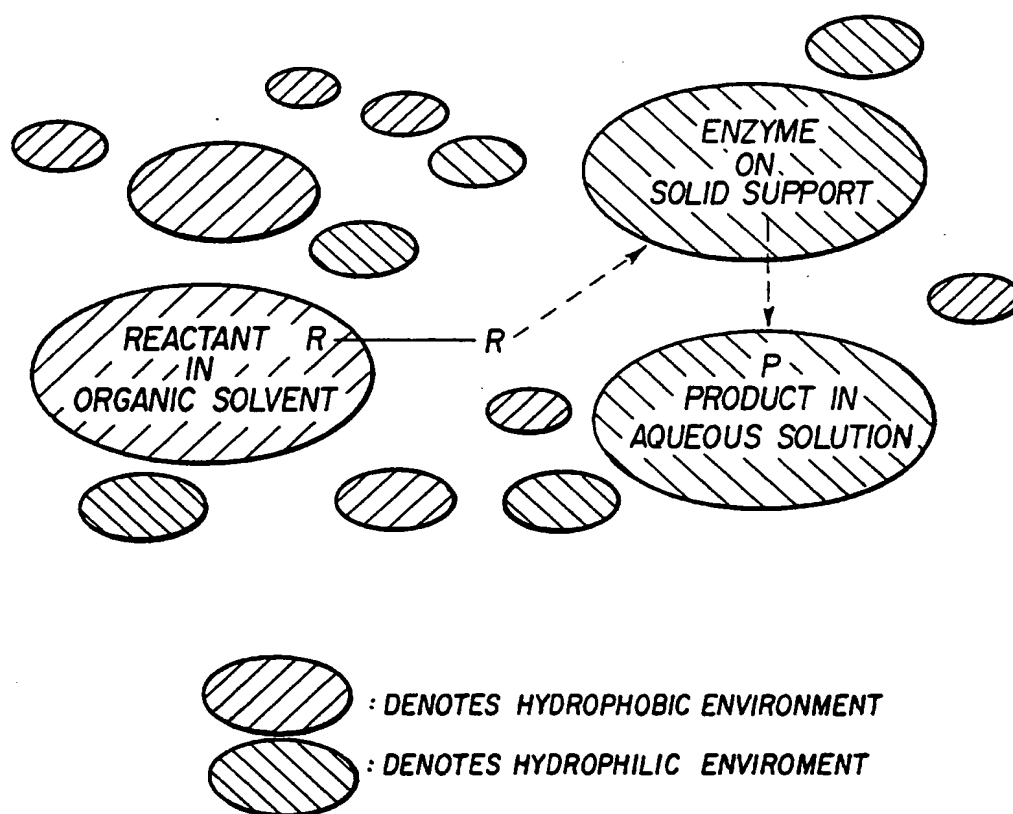 ENZYME
ON
SOLID SUPPORT
REACTANT
IN
ORGANIC SOLVENT
R
R
P
PRODUCT IN
AQUEOUS SOLUTION
: DENOTES HYDROPHOBIC ENVIRONMENT
: DENOTES HYDROPHILIC ENVIROMENT